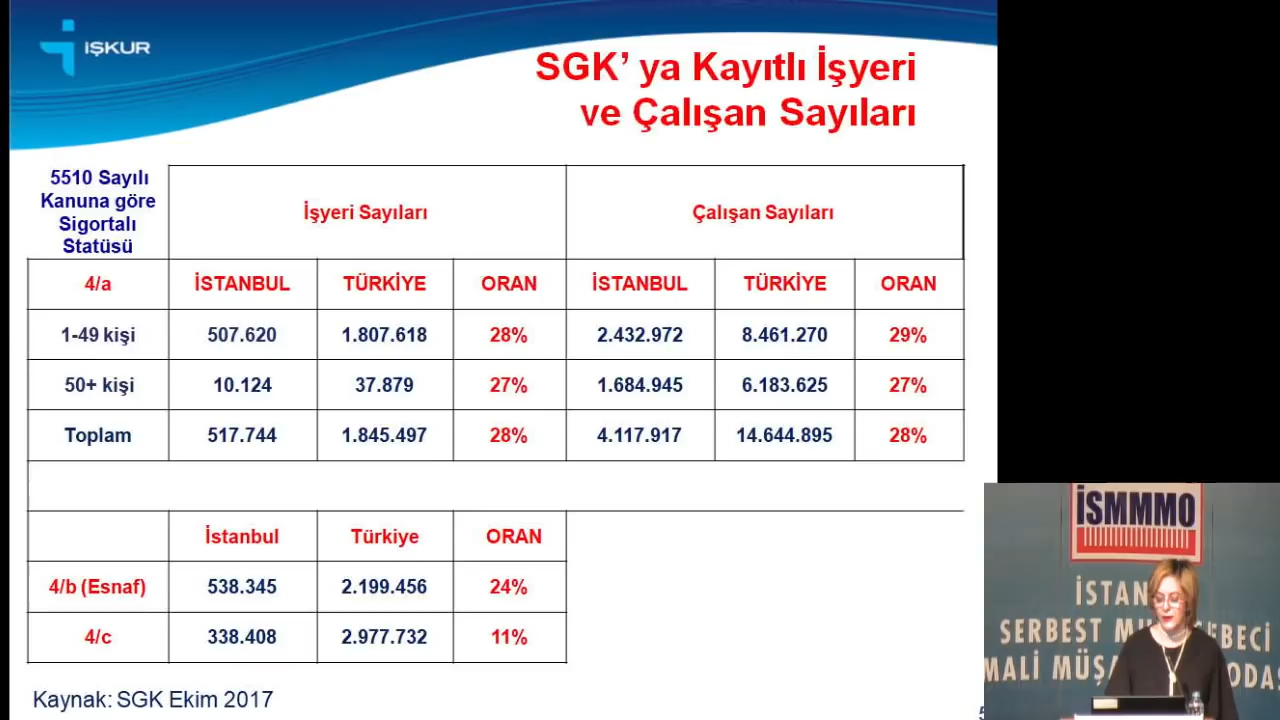 İŞKUR
SGK’ ya Kayıtlı İşyeri
ve Çalışan Sayıları
5510 Sayılı
Kanuna göre
Sigortalı
Statüsü
İşyeri Sayıları
Çalışan Sayıları
4/a İSTANBUL TÜRKİYE ORAN İSTANBUL TÜRKİYE ORAN
1-49 kişi 507.620 1.807.618 28% 2.432.972 8.461.270 29%
50+ kişi 10.124 37.879 27% 1.684.945 6.183.625 27%
Toplam 517.744 1.845.497 28% 4.117.917 14.644.895 28%
İstanbul Türkiye ORAN
4/b (Esnaf) 538.345 2.199.456 24%
4/c 338.408 2.977.732 11%
Kaynak: SGK Ekim 2017
İSMMMO
SERBEST
MALİ